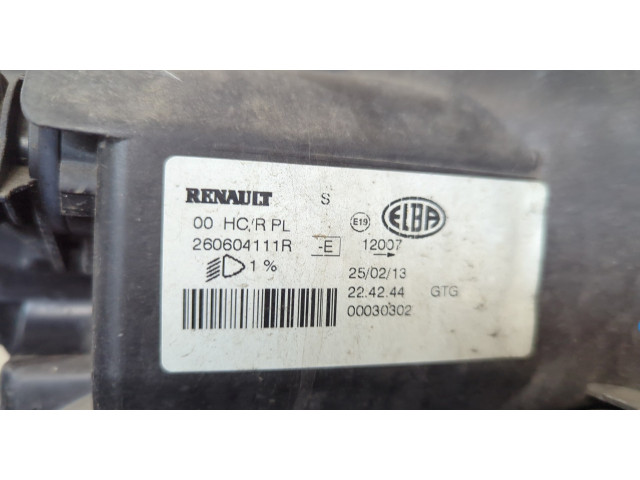 RENAULT S
00 HC/R PL E19 ELBA
260604111R -E 12007
1 %
25/02/13
22.42.44 GTG
00030302